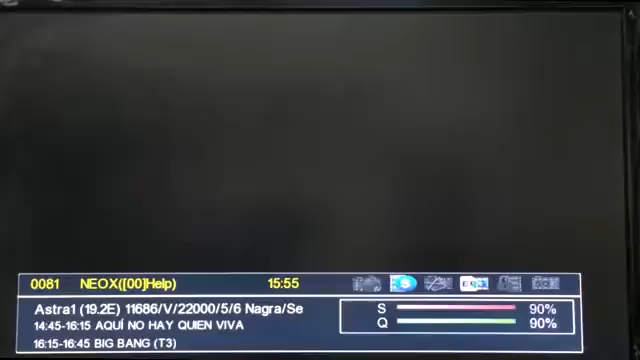 0081 NEOX([00]Help) 15:55
Astra1 (19.2E) 11686/V/22000/5/6 Nagra/Se
S 90%
14:45-16:15 AQUÍ NO HAY QUIEN VIVA
Q 90%
16:15-16:45 BIG BANG (T3)